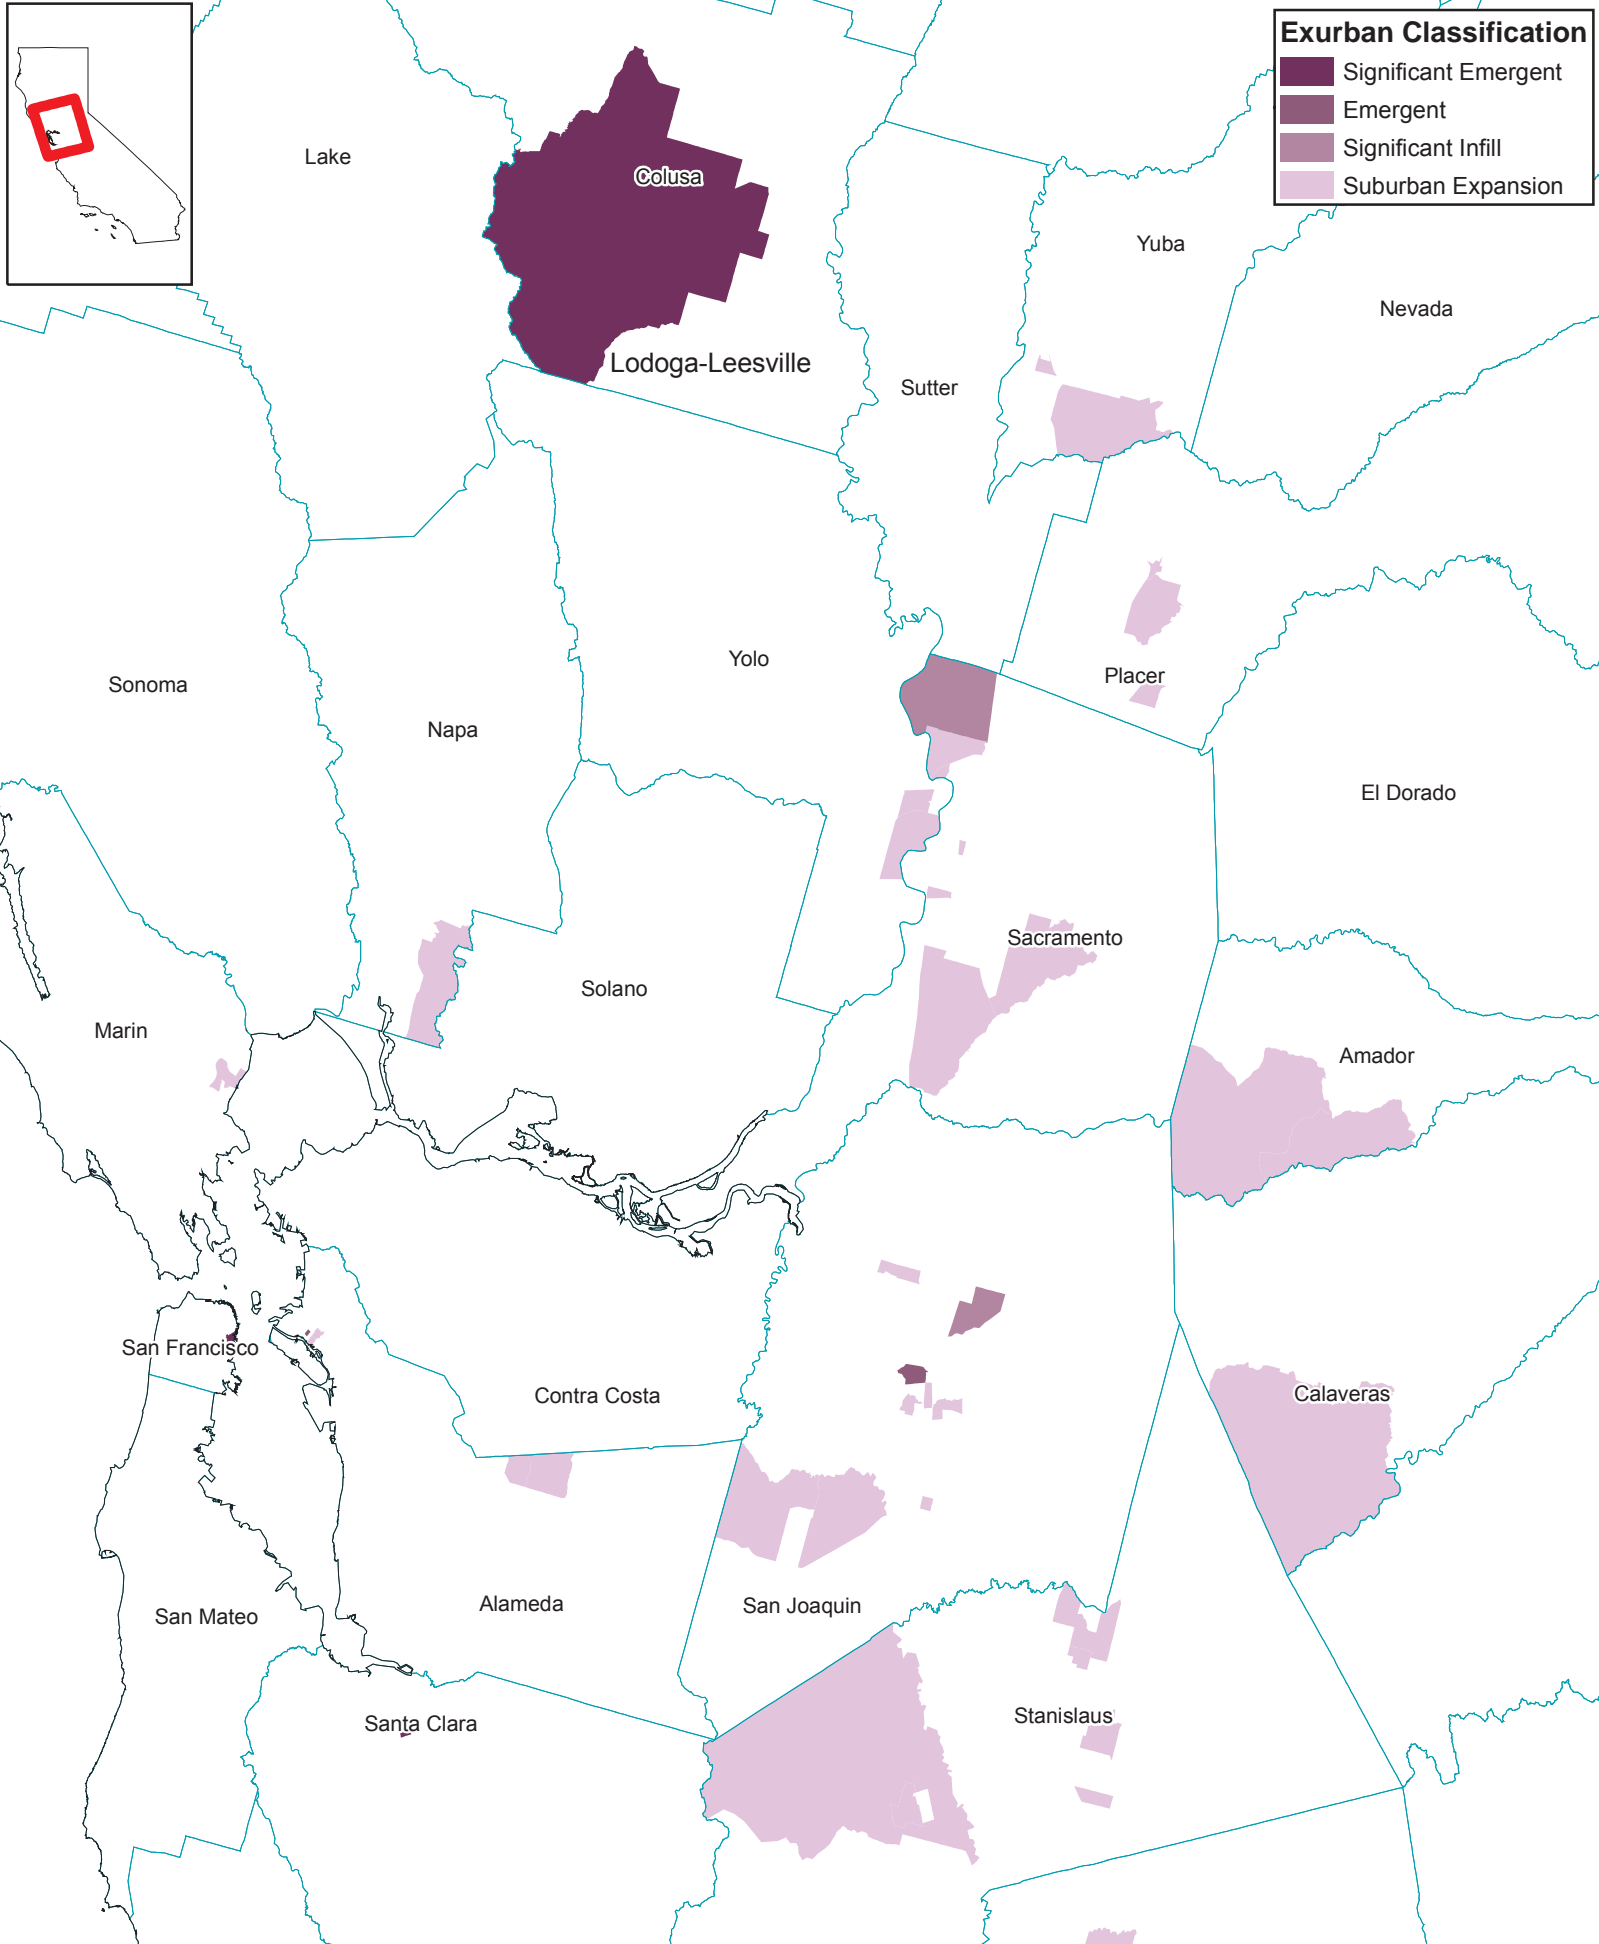 Exurban Classification
Significant Emergent
Emergent
Significant Infill
Suburban Expansion
Lake
Colusa
Yuba
Nevada
Lodoga-Leesville
Sutter
Yolo
Placer
Sonoma
Napa
El Dorado
Sacramento
Solano
Marin
Amador
San Francisco
Contra Costa
Calaveras
Alameda
San Joaquin
San Mateo
Stanislaus
Santa Clara